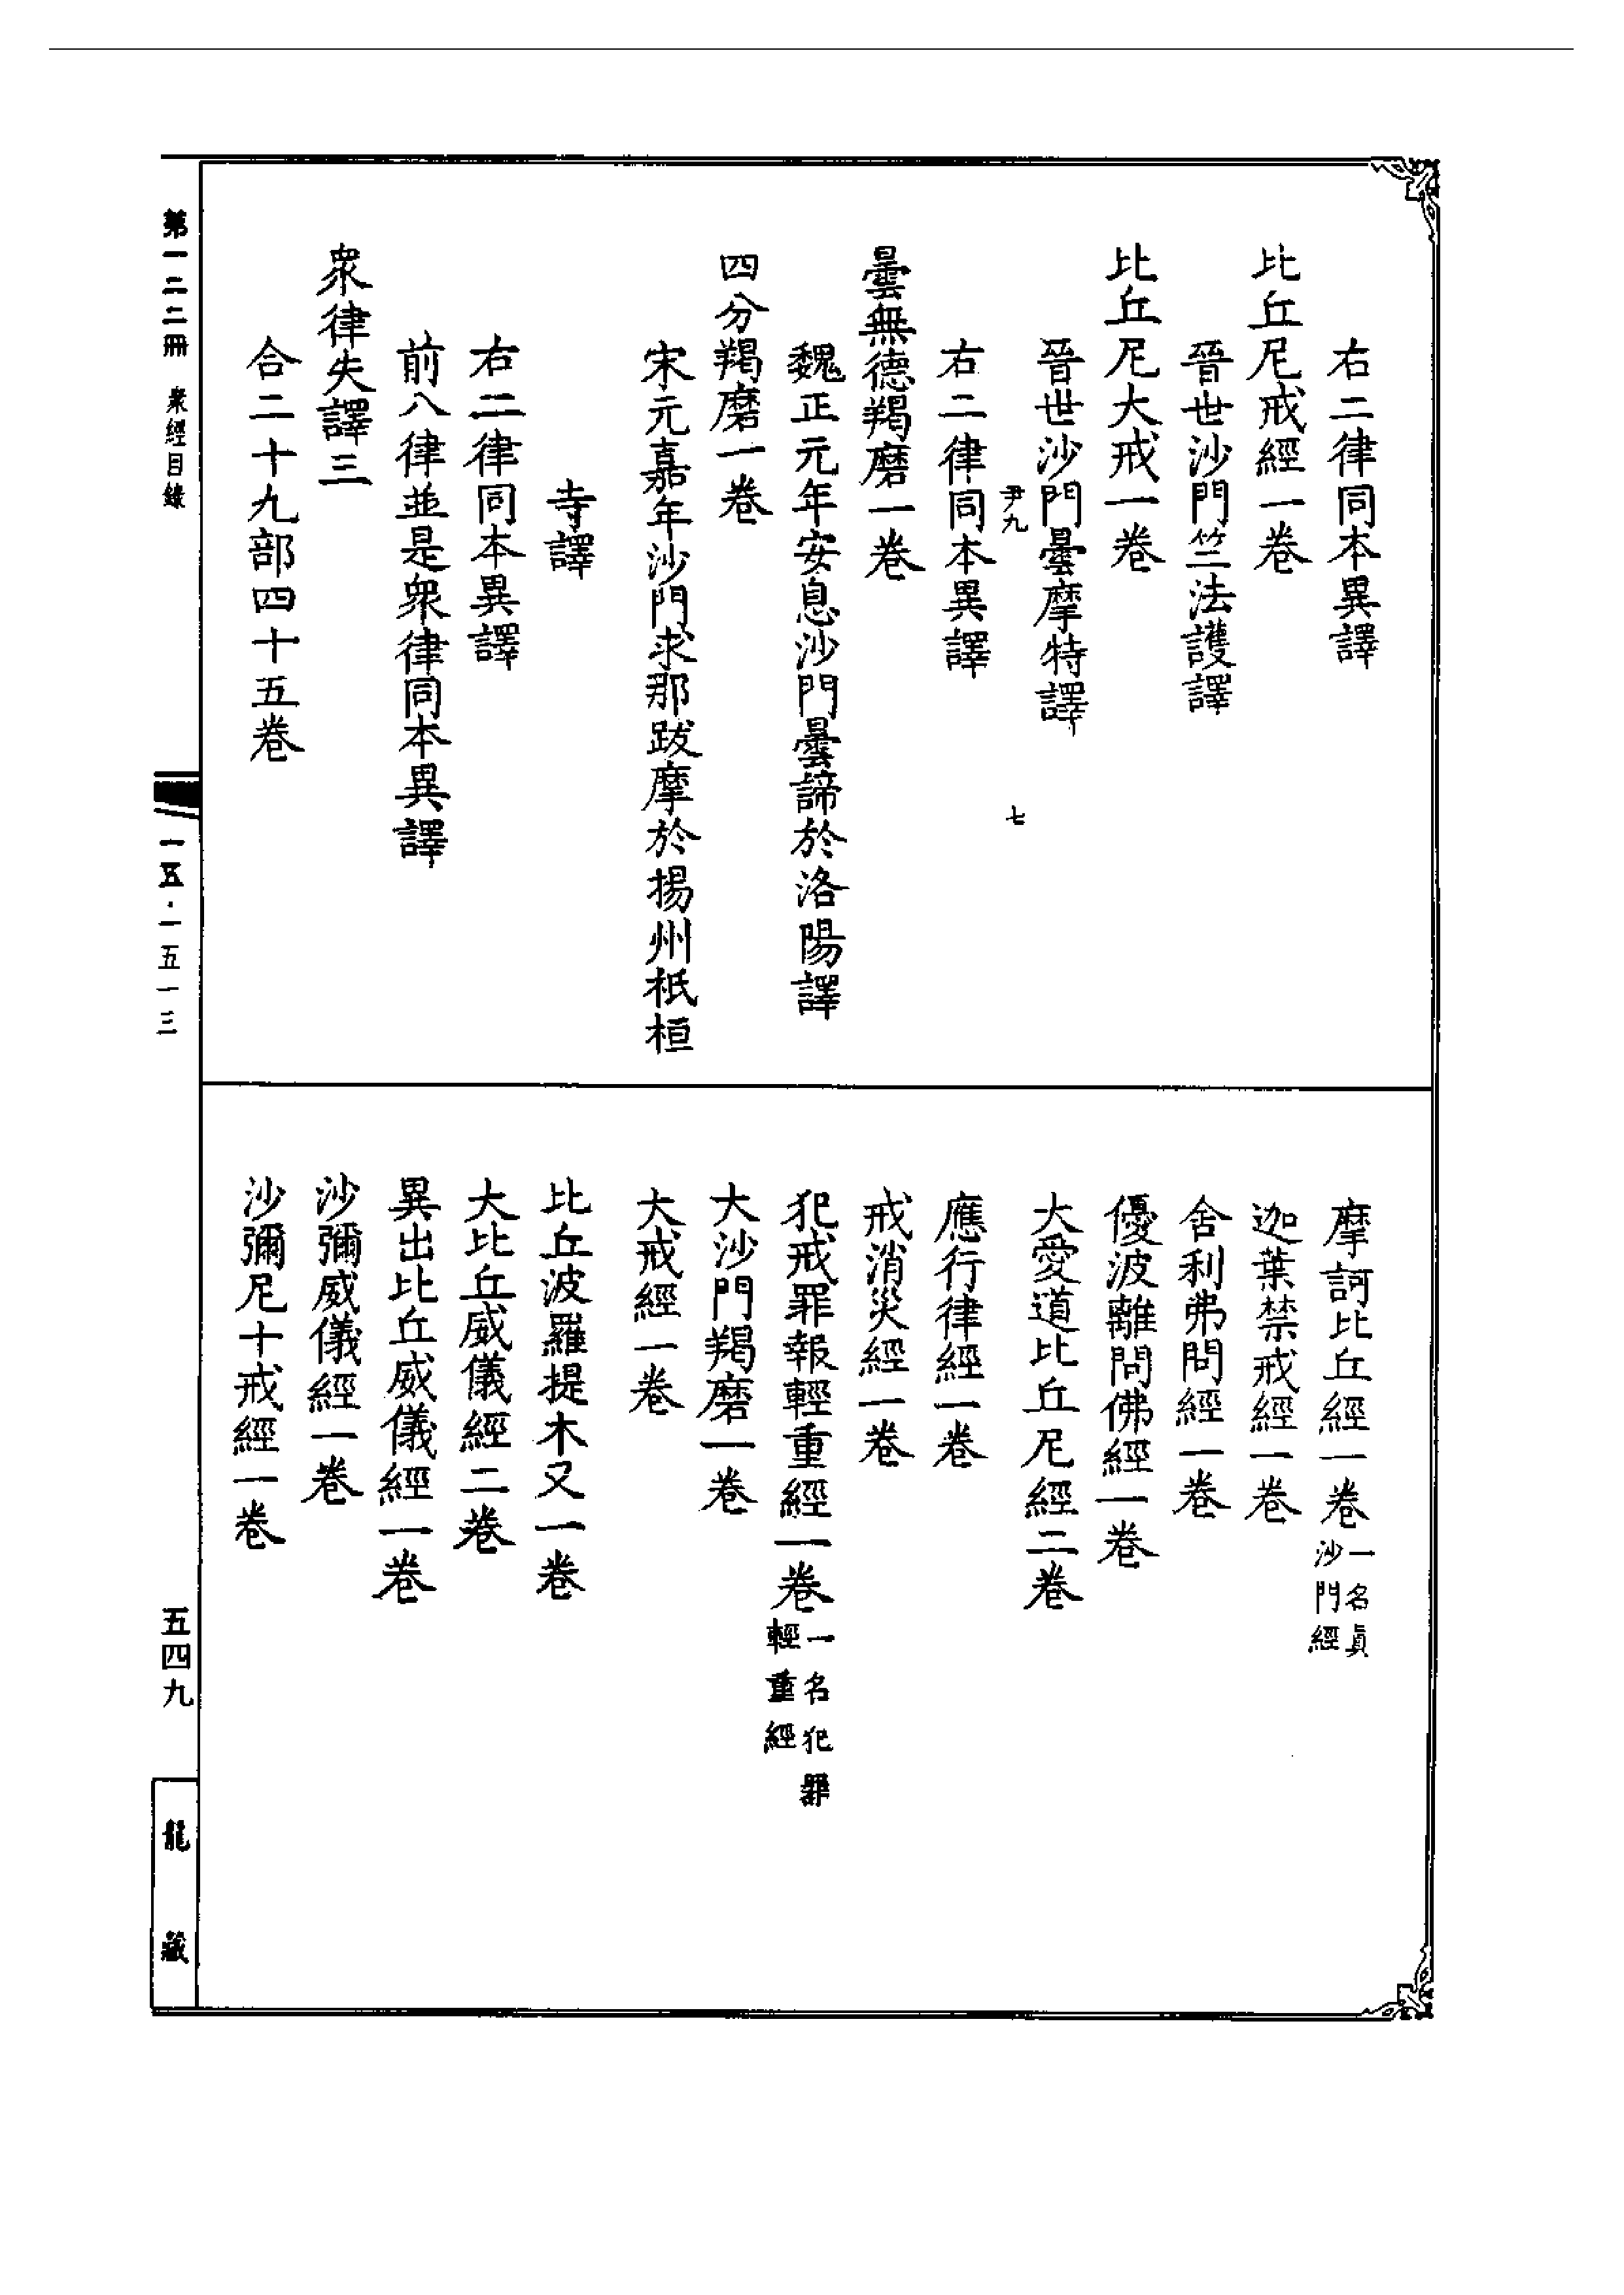 右二律同本異譯
比丘尼戒經一卷
晉世沙門竺法護譯
比丘尼大戒一卷
晉世沙門曇摩特譯
尹九 七
右二律同本異譯
曇無德羯磨一卷
魏正元年安息沙門曇諦於洛陽譯
四分羯磨一卷
宋元嘉年沙門求那跋摩於揚州祇桓
寺譯
右二律同本異譯
前八律並是衆律同本異譯
衆律失譯三
合二十九部四十五卷
摩訶比丘經一卷一名真沙門經
迦葉禁戒經一卷
舍利弗問經一卷
優波離問佛經一卷
大愛道比丘尼經二卷
應行律經一卷
戒消災經一卷
犯戒罪報輕重經一卷一名犯罪輕重經
大沙門羯磨一卷
大戒經一卷
比丘波羅提木叉一卷
大比丘威儀經二卷
異出比丘威儀經一卷
沙彌威儀經一卷
沙彌尼十戒經一卷
第一二二冊 衆經目錄
一五·一五一三
五四九
龍藏